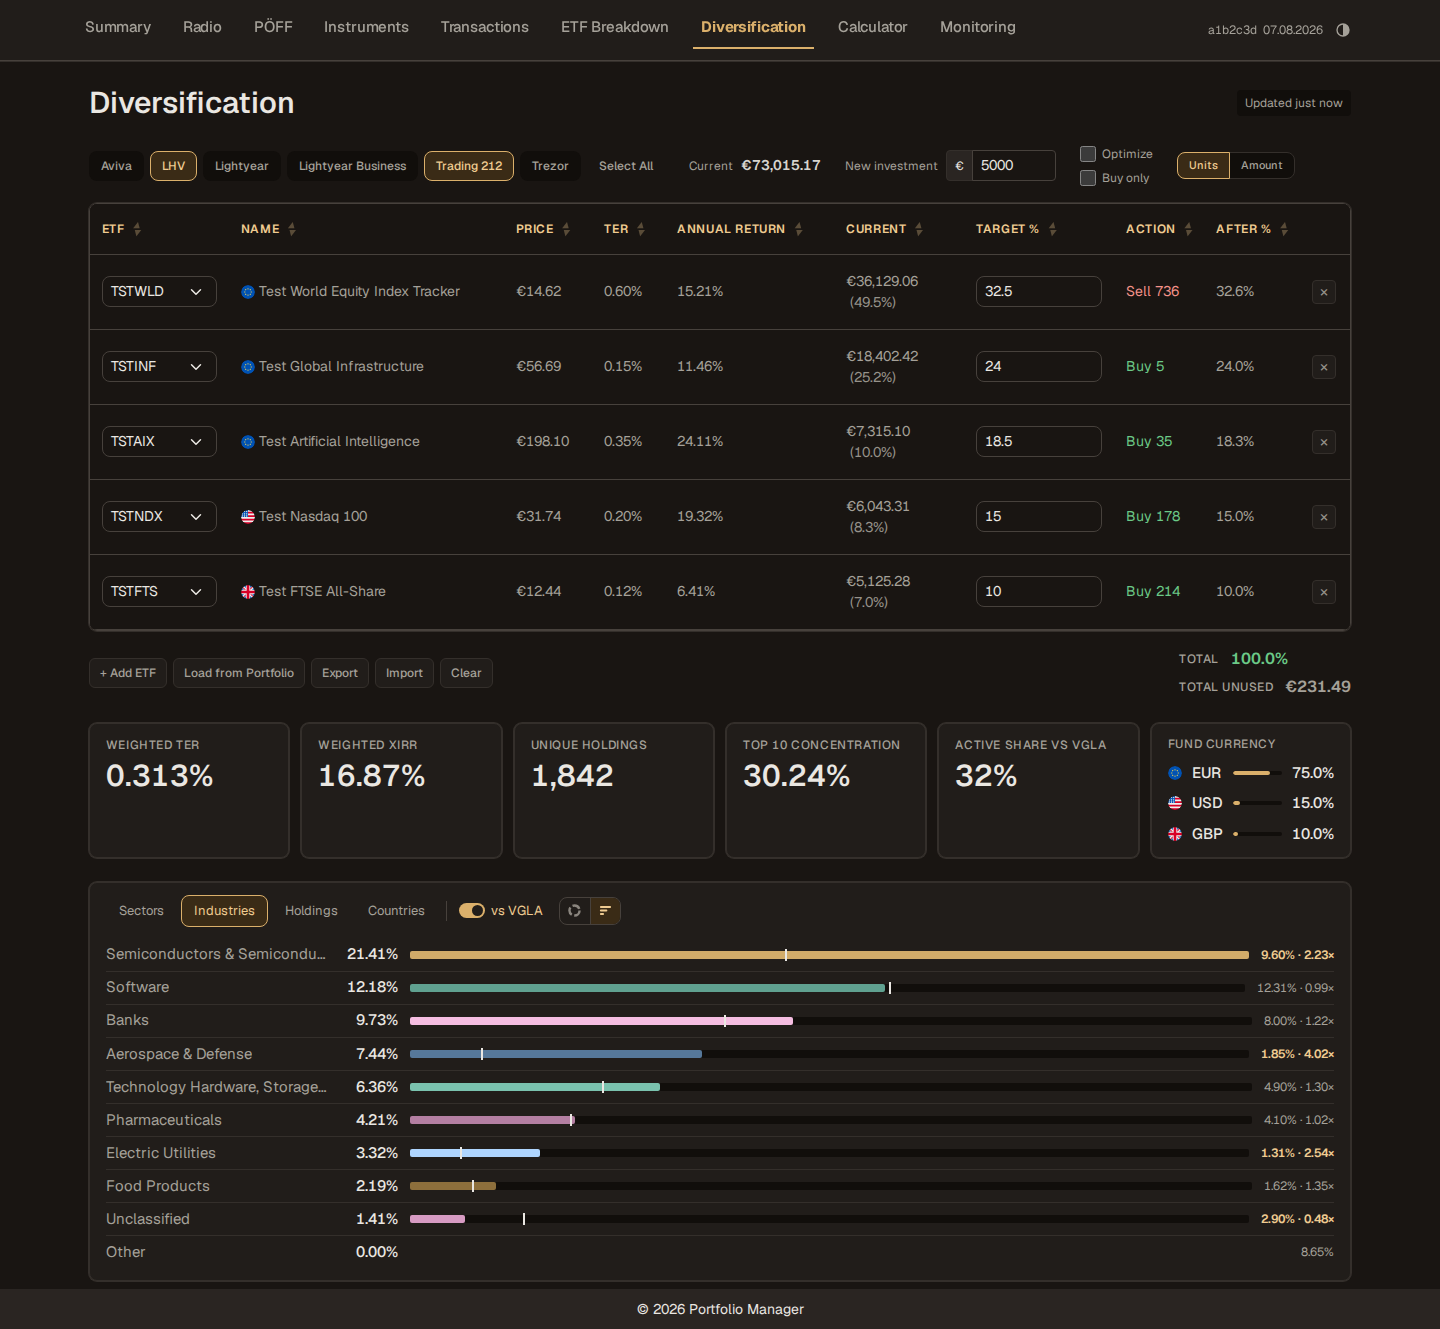 Summary Radio PÖFF Instruments Transactions ETF Breakdown Diversification Calculator Monitoring a1b2c3d 07.08.2026
Diversification Updated just now
Aviva LHV Lightyear Lightyear Business Trading 212 Trezor Select All Current €73,015.17 New investment € 5000 Optimize Buy only Units Amount
ETF NAME PRICE TER ANNUAL RETURN CURRENT TARGET % ACTION AFTER %
TSTWLD Test World Equity Index Tracker €14.62 0.60% 15.21% €36,129.06 (49.5%) 32.5 Sell 736 32.6% ×
TSTINF Test Global Infrastructure €56.69 0.15% 11.46% €18,402.42 (25.2%) 24 Buy 5 24.0% ×
TSTAIX Test Artificial Intelligence €198.10 0.35% 24.11% €7,315.10 (10.0%) 18.5 Buy 35 18.3% ×
TSTNDX Test Nasdaq 100 €31.74 0.20% 19.32% €6,043.31 (8.3%) 15 Buy 178 15.0% ×
TSTFTS Test FTSE All-Share €12.44 0.12% 6.41% €5,125.28 (7.0%) 10 Buy 214 10.0% ×
+ Add ETF Load from Portfolio Export Import Clear
TOTAL 100.0%
TOTAL UNUSED €231.49
WEIGHTED TER
0.313%
WEIGHTED XIRR
16.87%
UNIQUE HOLDINGS
1,842
TOP 10 CONCENTRATION
30.24%
ACTIVE SHARE VS VGLA
32%
FUND CURRENCY
EUR 75.0%
USD 15.0%
GBP 10.0%
Sectors Industries Holdings Countries vs VGLA
Semiconductors & Semicondu... 21.41% 9.60% · 2.23×
Software 12.18% 12.31% · 0.99×
Banks 9.73% 8.00% · 1.22×
Aerospace & Defense 7.44% 1.85% · 4.02×
Technology Hardware, Storage... 6.36% 4.90% · 1.30×
Pharmaceuticals 4.21% 4.10% · 1.02×
Electric Utilities 3.32% 1.31% · 2.54×
Food Products 2.19% 1.62% · 1.35×
Unclassified 1.41% 2.90% · 0.48×
Other 0.00% 8.65%
© 2026 Portfolio Manager